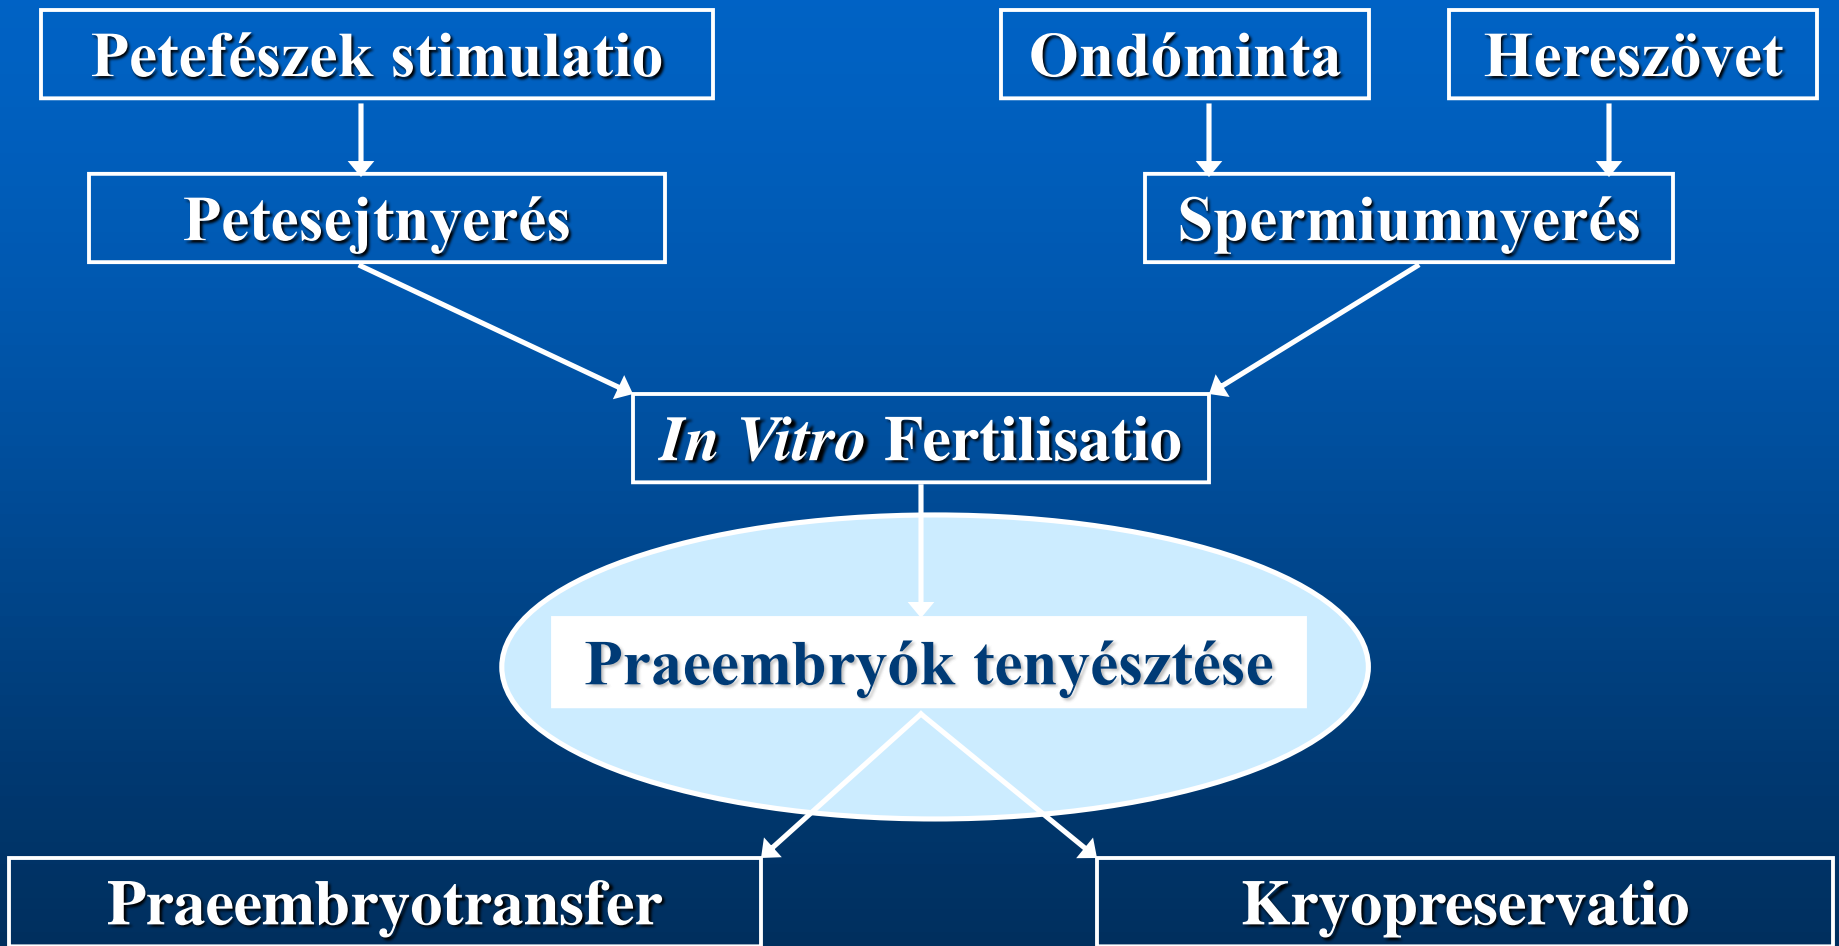 Petefészek stimulatio
Ondóminta
Hereszövet
Petesejtnyerés
Spermiumnyerés
In Vitro Fertilisatio
Praeembryók tenyésztése
Praeembryotransfer
Kryopreservatio